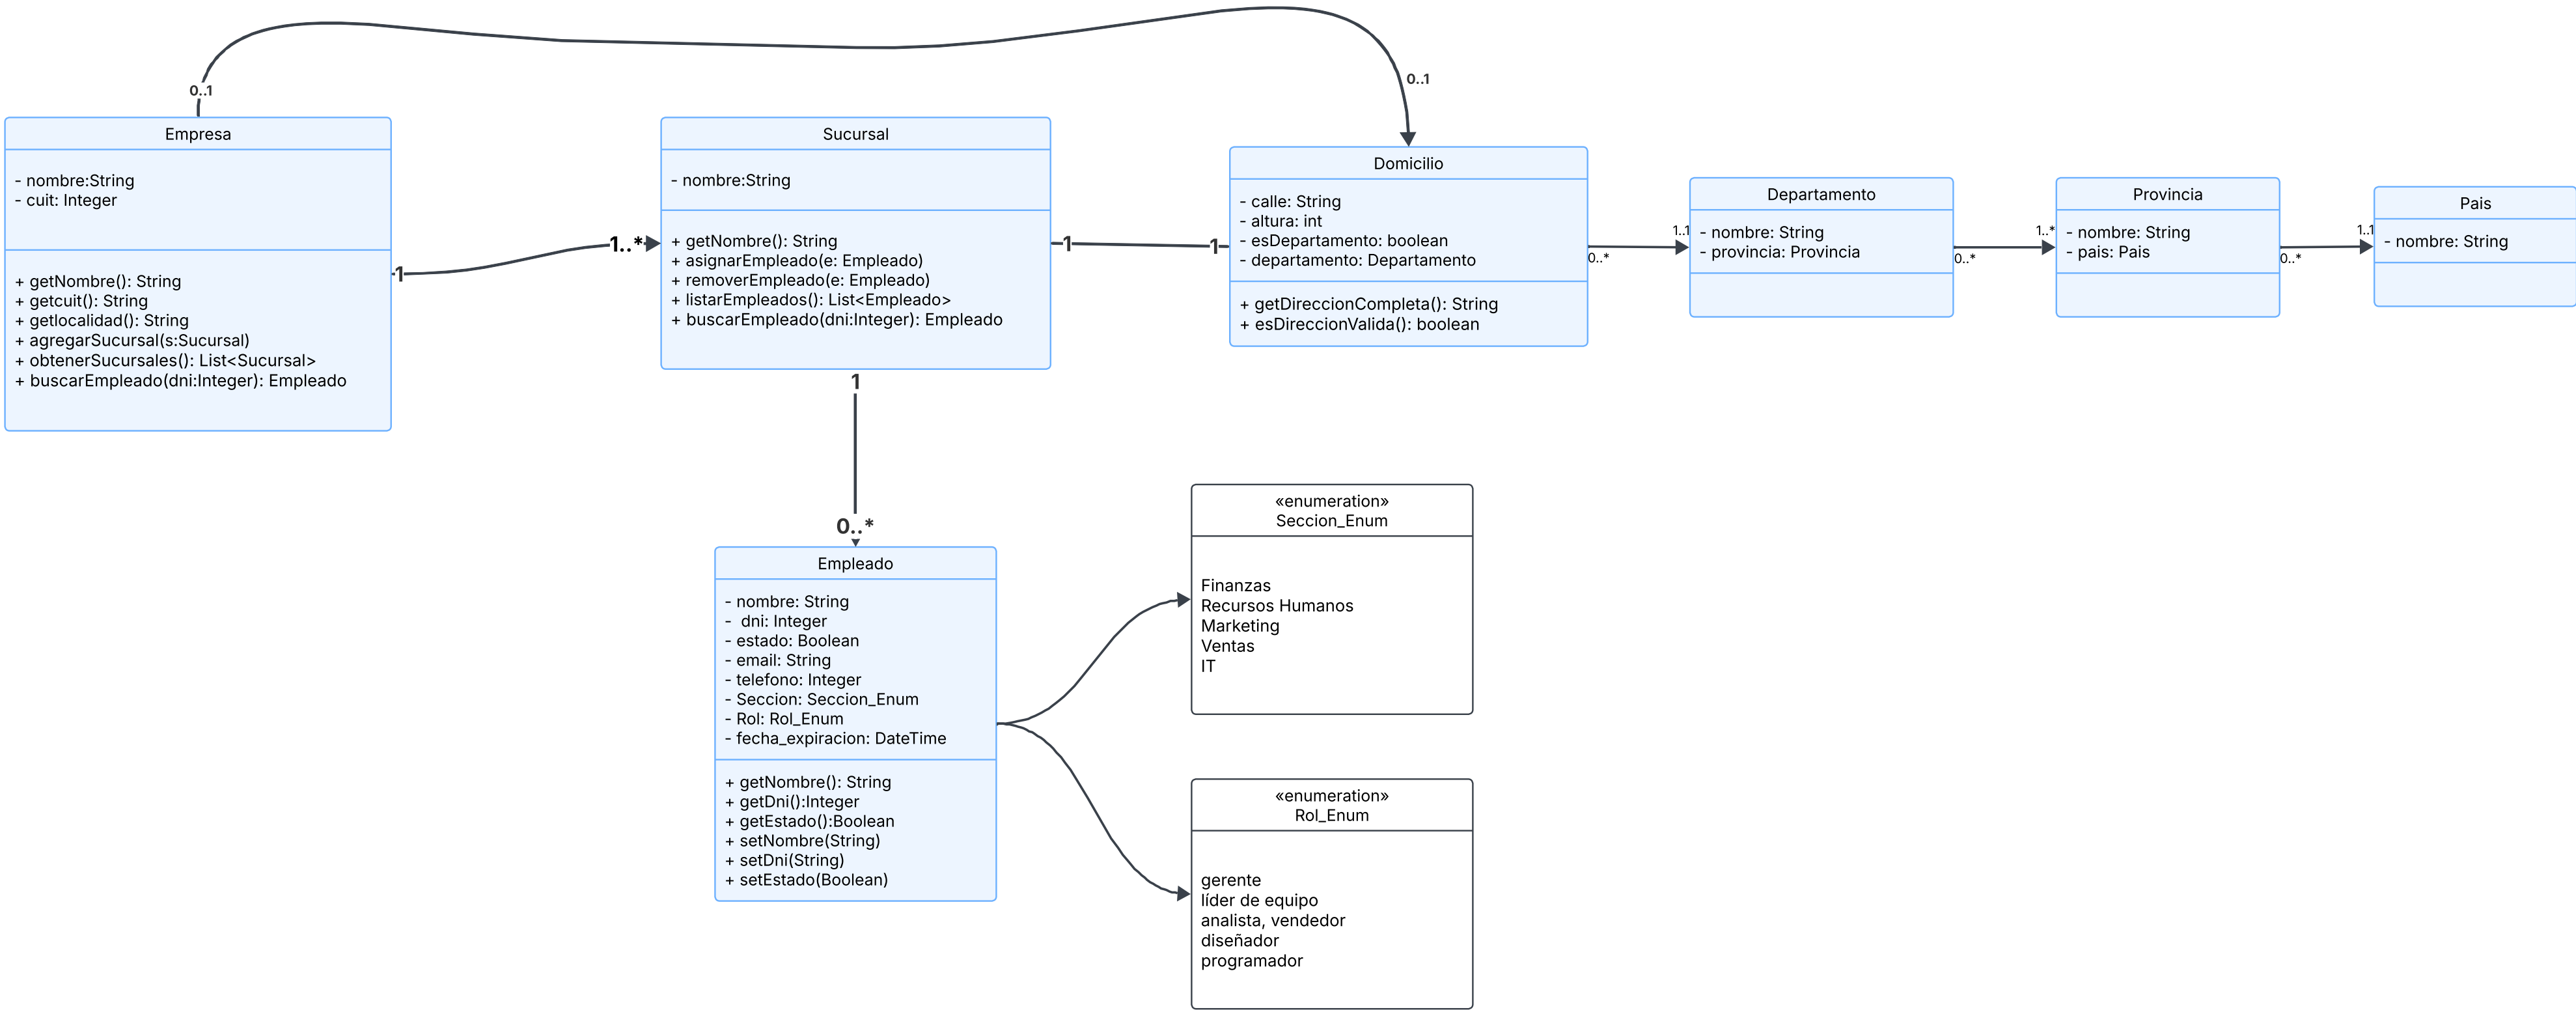 0..1
0..1
Empresa
- nombre:String
- cuit: Integer
+ getNombre(): String
+ getcuit(): String
+ getlocalidad(): String
+ agregarSucursal(s:Sucursal)
+ obtenerSucursales(): List<Sucursal>
+ buscarEmpleado(dni:Integer): Empleado
1
1..*
Sucursal
- nombre:String
+ getNombre(): String
+ asignarEmpleado(e: Empleado)
+ removerEmpleado(e: Empleado)
+ listarEmpleados(): List<Empleado>
+ buscarEmpleado(dni:Integer): Empleado
1
1
Domicilio
- calle: String
- altura: int
- esDepartamento: boolean
- departamento: Departamento
+ getDireccionCompleta(): String
+ esDireccionValida(): boolean
0..*
1..1
Departamento
- nombre: String
- provincia: Provincia
0..*
1..*
Provincia
- nombre: String
- pais: Pais
0..*
1..1
Pais
- nombre: String
1
0..*
Empleado
- nombre: String
-  dni: Integer
- estado: Boolean
- email: String
- telefono: Integer
- Seccion: Seccion_Enum
- Rol: Rol_Enum
- fecha_expiracion: DateTime
+ getNombre(): String
+ getDni():Integer
+ getEstado():Boolean
+ setNombre(String)
+ setDni(String)
+ setEstado(Boolean)
«enumeration»
Seccion_Enum
Finanzas
Recursos Humanos
Marketing
Ventas
IT
«enumeration»
Rol_Enum
gerente
líder de equipo
analista, vendedor
diseñador
programador